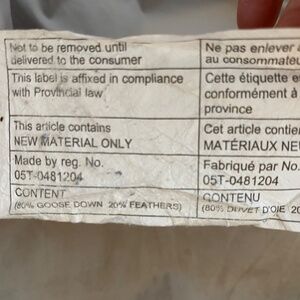 Not to be removed until
delivered to the consumer
This label is affixed in compliance
with Provincial law
This article contains
NEW MATERIAL ONLY
Made by reg. No.
05T-0481204
CONTENT
(80% GOOSE DOWN 20% FEATHERS)
Ne pas enlever
au consommateu
Cette étiquette e
conformément à
province
Cet article contie
MATÉRIAUX NEU
Fabriqué par No.
05T-0481204
CONTENU
(80% DUVET D'OIE 20